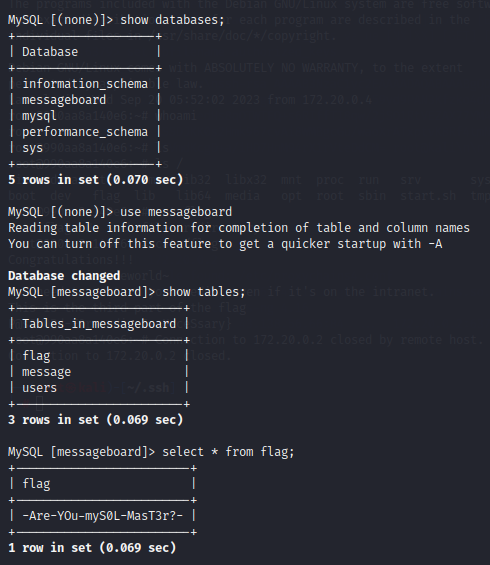 MySQL [(none)]> show databases;
+--------------------+
| Database           |
+--------------------+
| information_schema |
| messageboard       |
| mysql              |
| performance_schema |
| sys                |
+--------------------+
5 rows in set (0.070 sec)
MySQL [(none)]> use messageboard
Reading table information for completion of table and column names
You can turn off this feature to get a quicker startup with -A
Database changed
MySQL [messageboard]> show tables;
+------------------------+
| Tables_in_messageboard |
+------------------------+
| flag                   |
| message                |
| users                  |
+------------------------+
3 rows in set (0.069 sec)
MySQL [messageboard]> select * from flag;
+-------------------------+
| flag                    |
+-------------------------+
| -Are-YOu-myS0L-MasT3r?- |
+-------------------------+
1 row in set (0.069 sec)